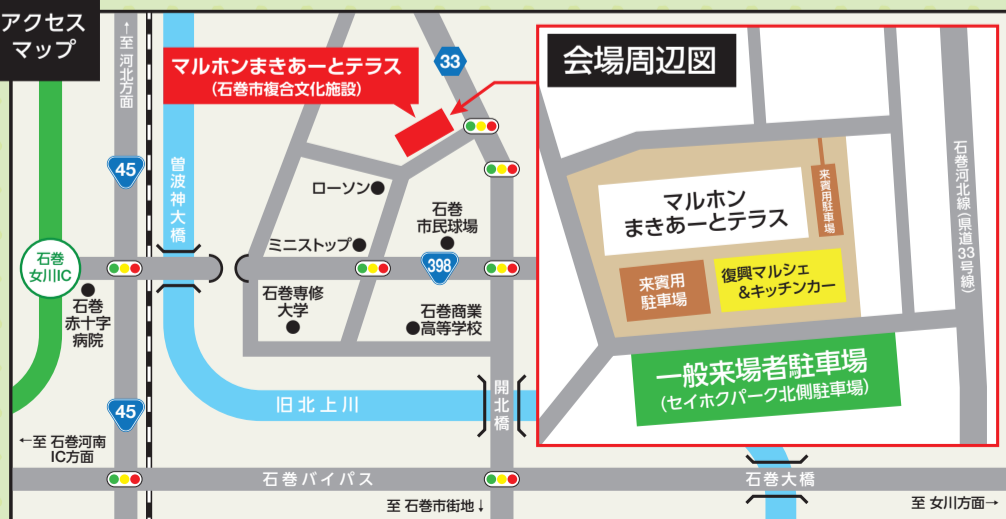 アクセス
マップ
↑至 河北方面
マルホンまきあーとテラス
(石巻市複合文化施設)
33
45
曽波神大橋
ローソン
石巻
市民球場
ミニストップ
398
石巻
女川IC
石巻
赤十字
病院
石巻専修
大学
石巻商業
高等学校
45
旧北上川
開北橋
←至 石巻河南
IC方面
石巻バイパス
石巻大橋
至 石巻市街地↓
至 女川方面→
会場周辺図
マルホン
まきあーとテラス
来賓用駐車場
来賓用
駐車場
復興マルシェ
&キッチンカー
一般来場者駐車場
(セイホクパーク北側駐車場)
石巻河北線(県道33号線)